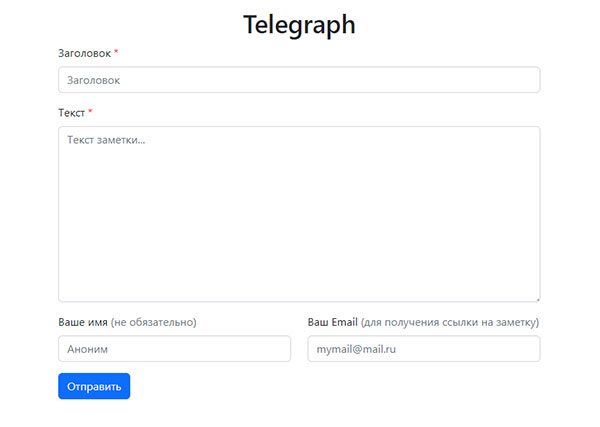 Telegraph
Заголовок *
Заголовок
Текст *
Текст заметки...
Ваше имя (не обязательно)
Ваш Email (для получения ссылки на заметку)
Аноним
mymail@mail.ru
Отправить